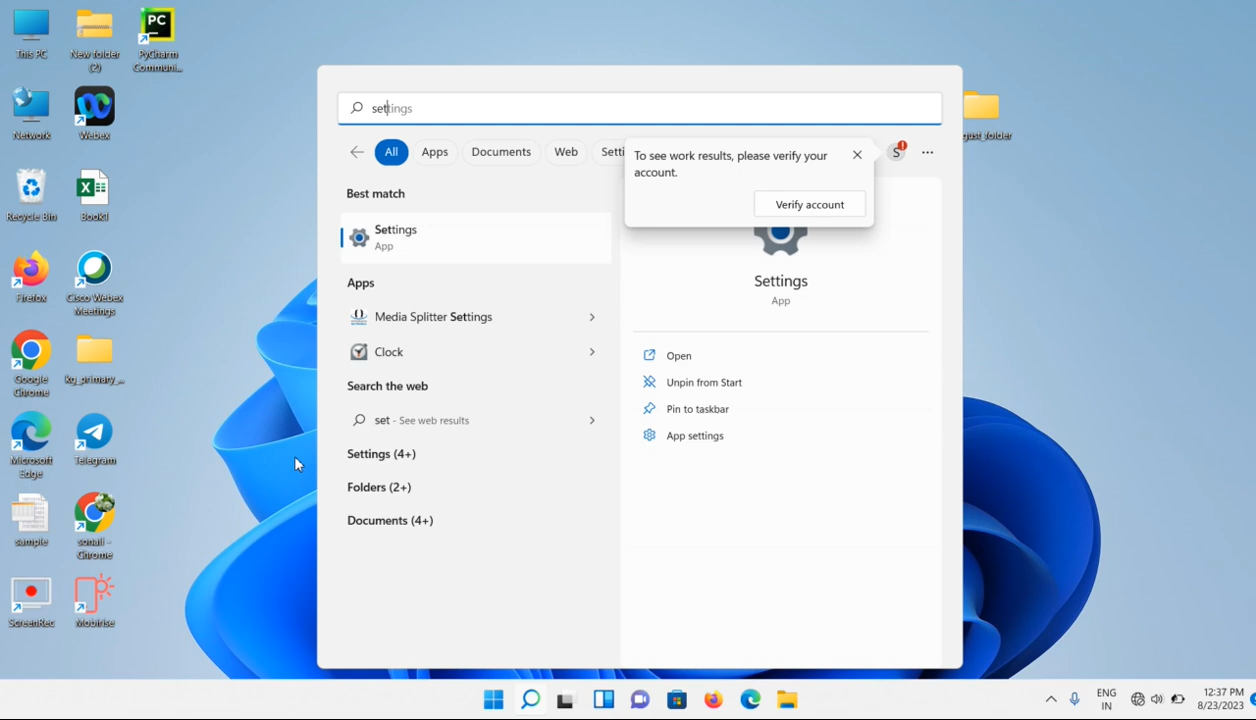 This PC
New folder
(2)
PyCharm
Communi...
Network
Webex
Recycle Bin
Book1
Firefox
Cisco Webex
Meetings
Google
Chrome
kg_primary_...
Microsoft
Edge
Telegram
sample
sonali -
Chrome
ScreenRec
Mobirise
settings
All
Apps
Documents
Web
Setti
S
Best match
Settings
App
Apps
Media Splitter Settings
Clock
Search the web
set - See web results
Settings (4+)
Folders (2+)
Documents (4+)
To see work results, please verify your
account.
Verify account
Settings
App
Open
Unpin from Start
Pin to taskbar
App settings
gust_folder
ENG
IN
12:37 PM
8/23/2023